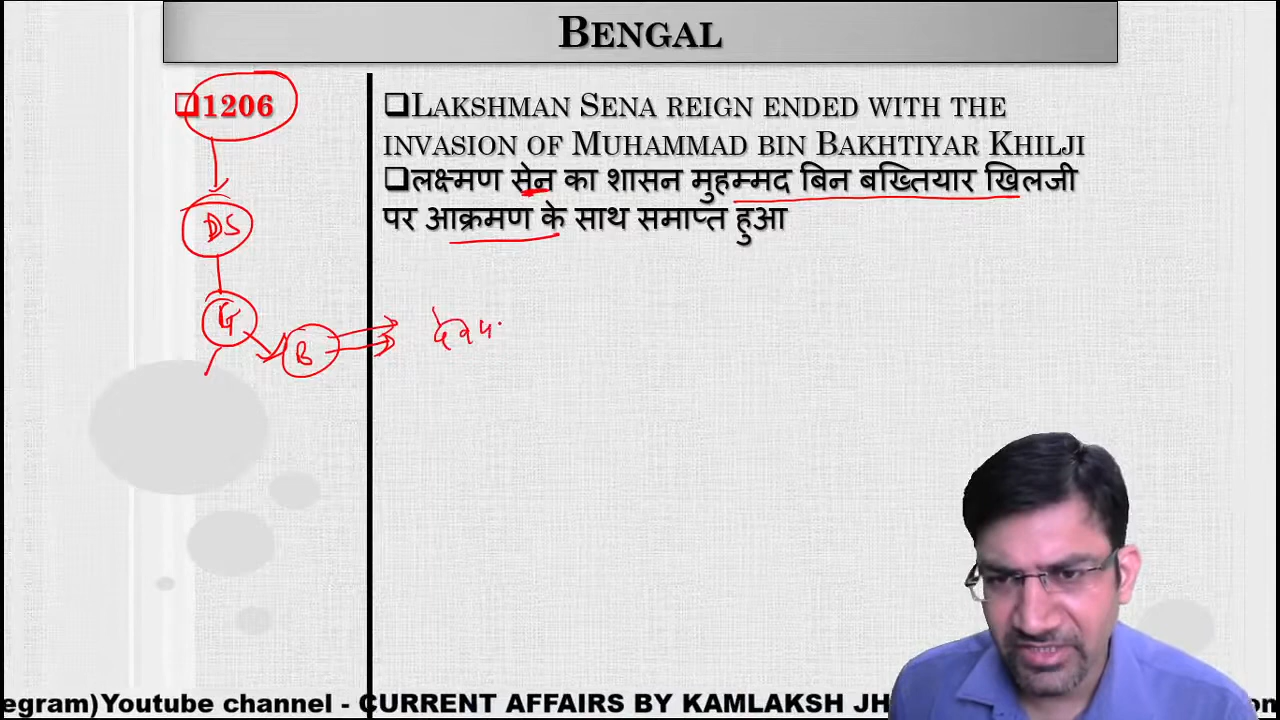 BENGAL
1206
LAKSHMAN SENA REIGN ENDED WITH THE
INVASION OF MUHAMMAD BIN BAKHTIYAR KHILJI
लक्ष्मण सेन का शासन मुहम्मद बिन बख्तियार खिलजी
पर आक्रमण के साथ समाप्त हुआ
DS
B
egram)Youtube channel - CURRENT AFFAIRS BY KAMLAKSH JH
on